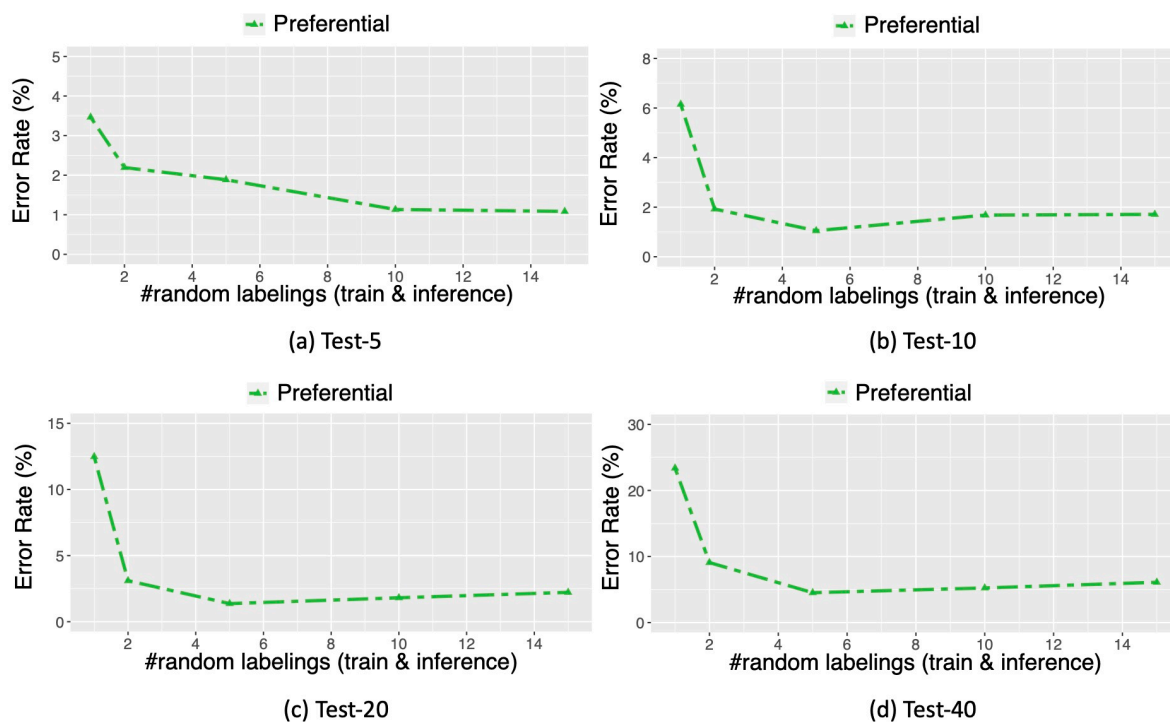 Preferential
5
4
3
2
1
0
Error Rate (%)
2 4 6 8 10 12 14
#random labelings (train & inference)
(a) Test-5
Preferential
8
6
4
2
0
Error Rate (%)
2 4 6 8 10 12 14
#random labelings (train & inference)
(b) Test-10
Preferential
15
10
5
0
Error Rate (%)
2 4 6 8 10 12 14
#random labelings (train & inference)
(c) Test-20
Preferential
30
20
10
0
Error Rate (%)
2 4 6 8 10 12 14
#random labelings (train & inference)
(d) Test-40